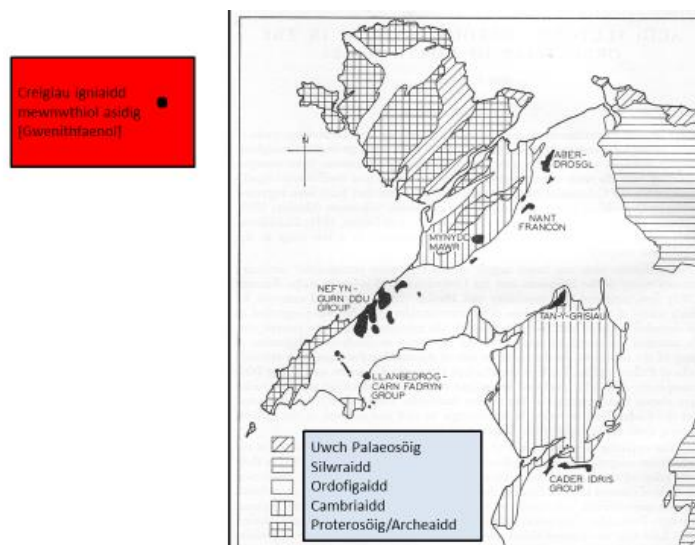 Creigiau igniaidd
mewnwthiol asidig
[Gwenithfaenol]
N
ABER-
DROSGL
NANT
FRANCON
MYNYDD
MAWR
NEFYN-
GURN DDU
GROUP
TAN-Y-GRISIAU
LLANBEDROG-
CARN FADRYN
GROUP
CADER IDRIS
GROUP
Uwch Palaeosöig
Silwraidd
Ordofigaidd
Cambriaidd
Proterosöig/Archeaidd